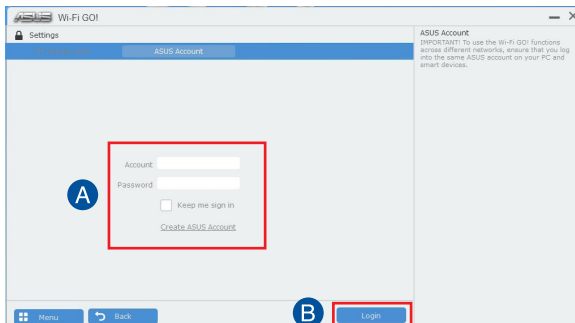 ASUS Wi-Fi GO!
Settings
ASUS Account
ASUS Account
IMPORTANT! To use the Wi-Fi GO! functions
across different networks, ensure that you log
into the same ASUS account on your PC and
smart devices.
Account
Password
A
Keep me sign in
Create ASUS Account
Menu
Back
B
Login